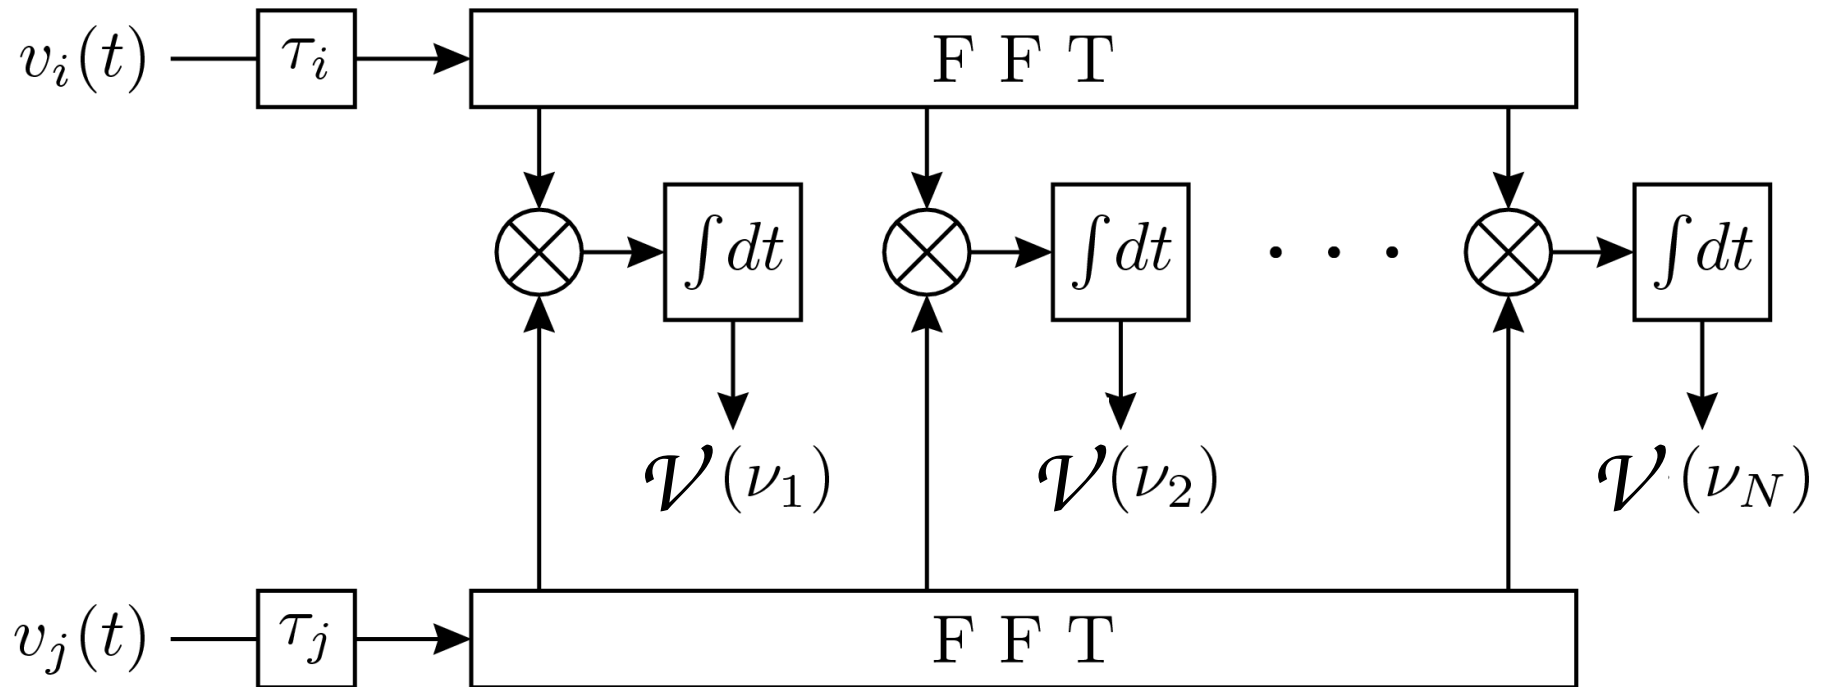 v_i(t) τ_i F F T
∫dt ∫dt · · · ∫dt
𝒱(ν_1) 𝒱(ν_2) 𝒱(ν_N)
v_j(t) τ_j F F T